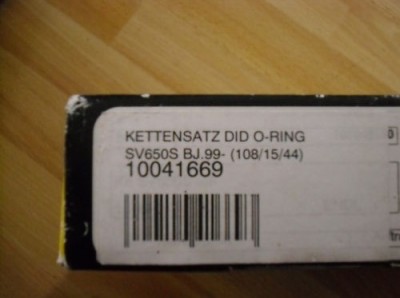 KETTENSATZ DID O-RING
SV650S BJ.99- (108/15/44)
10041669